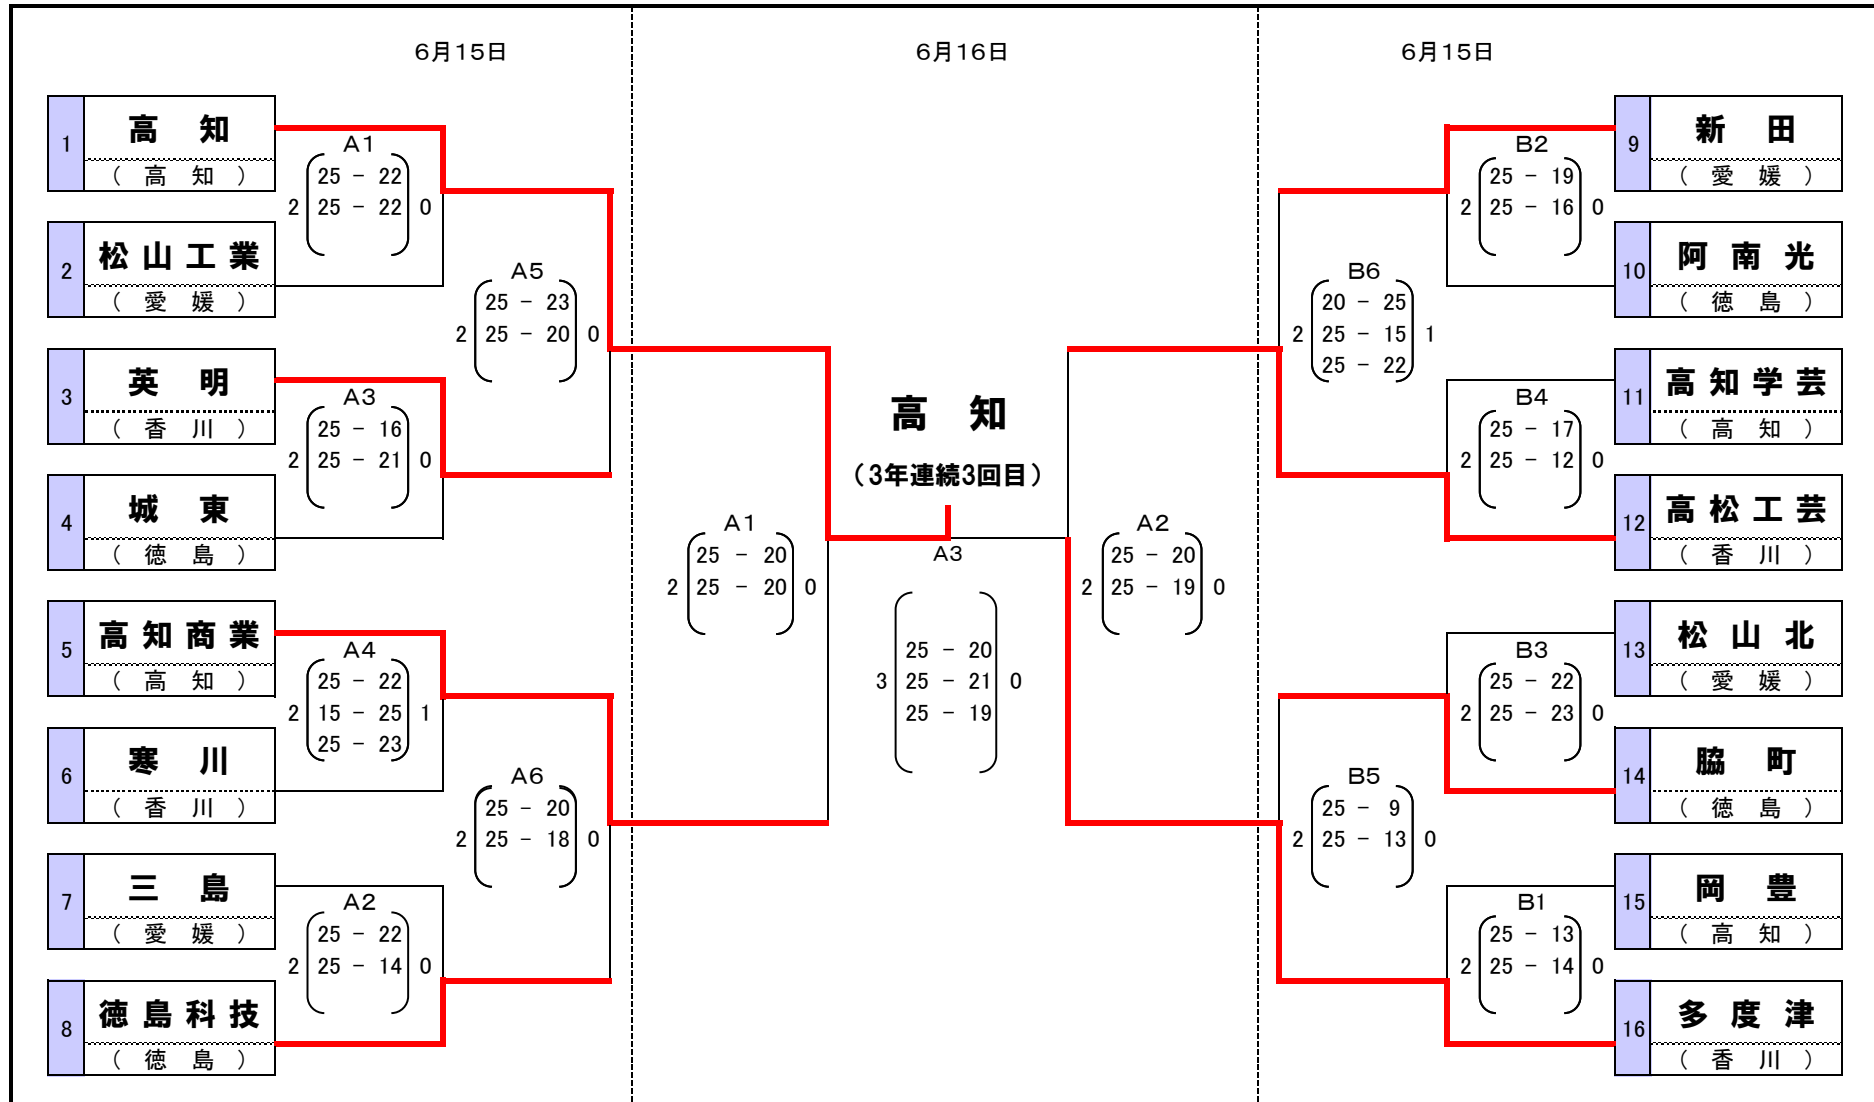 6月15日
6月16日
6月15日
1
高 知
（ 高 知 ）
2
松 山 工 業
（ 愛 媛 ）
3
英 明
（ 香 川 ）
4
城 東
（ 徳 島 ）
5
高 知 商 業
（ 高 知 ）
6
寒 川
（ 香 川 ）
7
三 島
（ 愛 媛 ）
8
徳 島 科 技
（ 徳 島 ）
A1
25 - 22
2 25 - 22 0
A3
25 - 16
2 25 - 21 0
A4
25 - 22
2 15 - 25 1
25 - 23
A2
25 - 22
2 25 - 14 0
A5
25 - 23
2 25 - 20 0
A6
25 - 20
2 25 - 18 0
A1
25 - 20
2 25 - 20 0
高 知
（3年連続3回目）
A3
25 - 20
3 25 - 21 0
25 - 19
A2
25 - 20
2 25 - 19 0
B6
20 - 25
2 25 - 15 1
25 - 22
B5
25 - 9
2 25 - 13 0
B2
25 - 19
2 25 - 16 0
B4
25 - 17
2 25 - 12 0
B3
25 - 22
2 25 - 23 0
B1
25 - 13
2 25 - 14 0
9
新 田
（ 愛 媛 ）
10
阿 南 光
（ 徳 島 ）
11
高 知 学 芸
（ 高 知 ）
12
高 松 工 芸
（ 香 川 ）
13
松 山 北
（ 愛 媛 ）
14
脇 町
（ 徳 島 ）
15
岡 豊
（ 高 知 ）
16
多 度 津
（ 香 川 ）